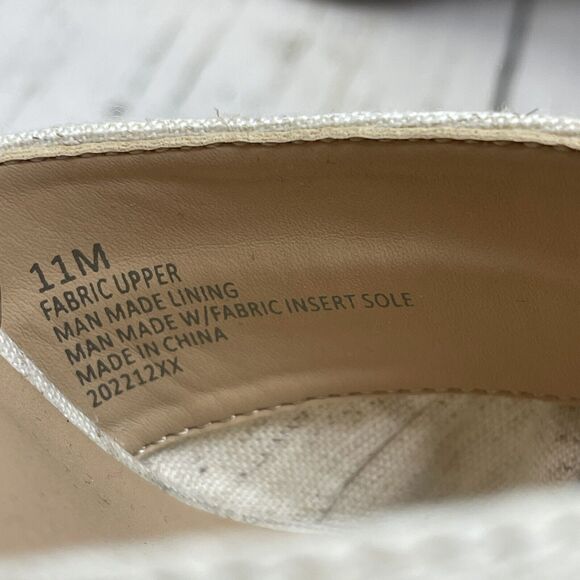 11M
FABRIC UPPER
MAN MADE LINING
MAN MADE W/FABRIC INSERT SOLE
MADE IN CHINA
202212XX